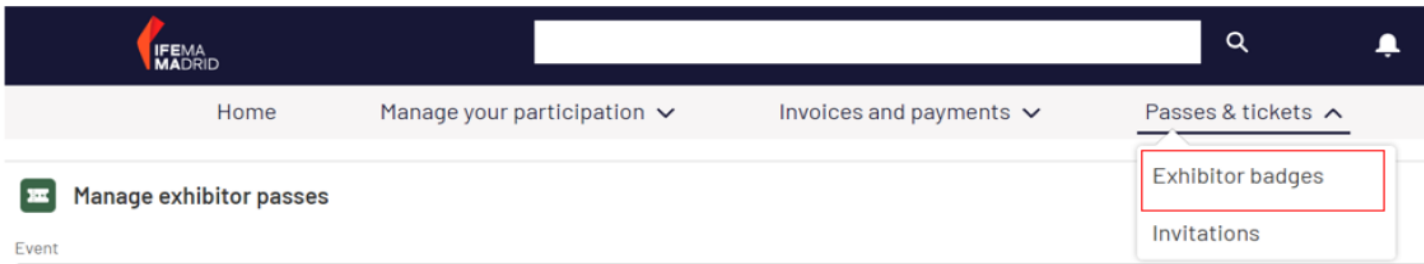 IFEMA
MADRID
Home Manage your participation Invoices and payments Passes & tickets
Exhibitor badges
Manage exhibitor passes
Invitations
Event